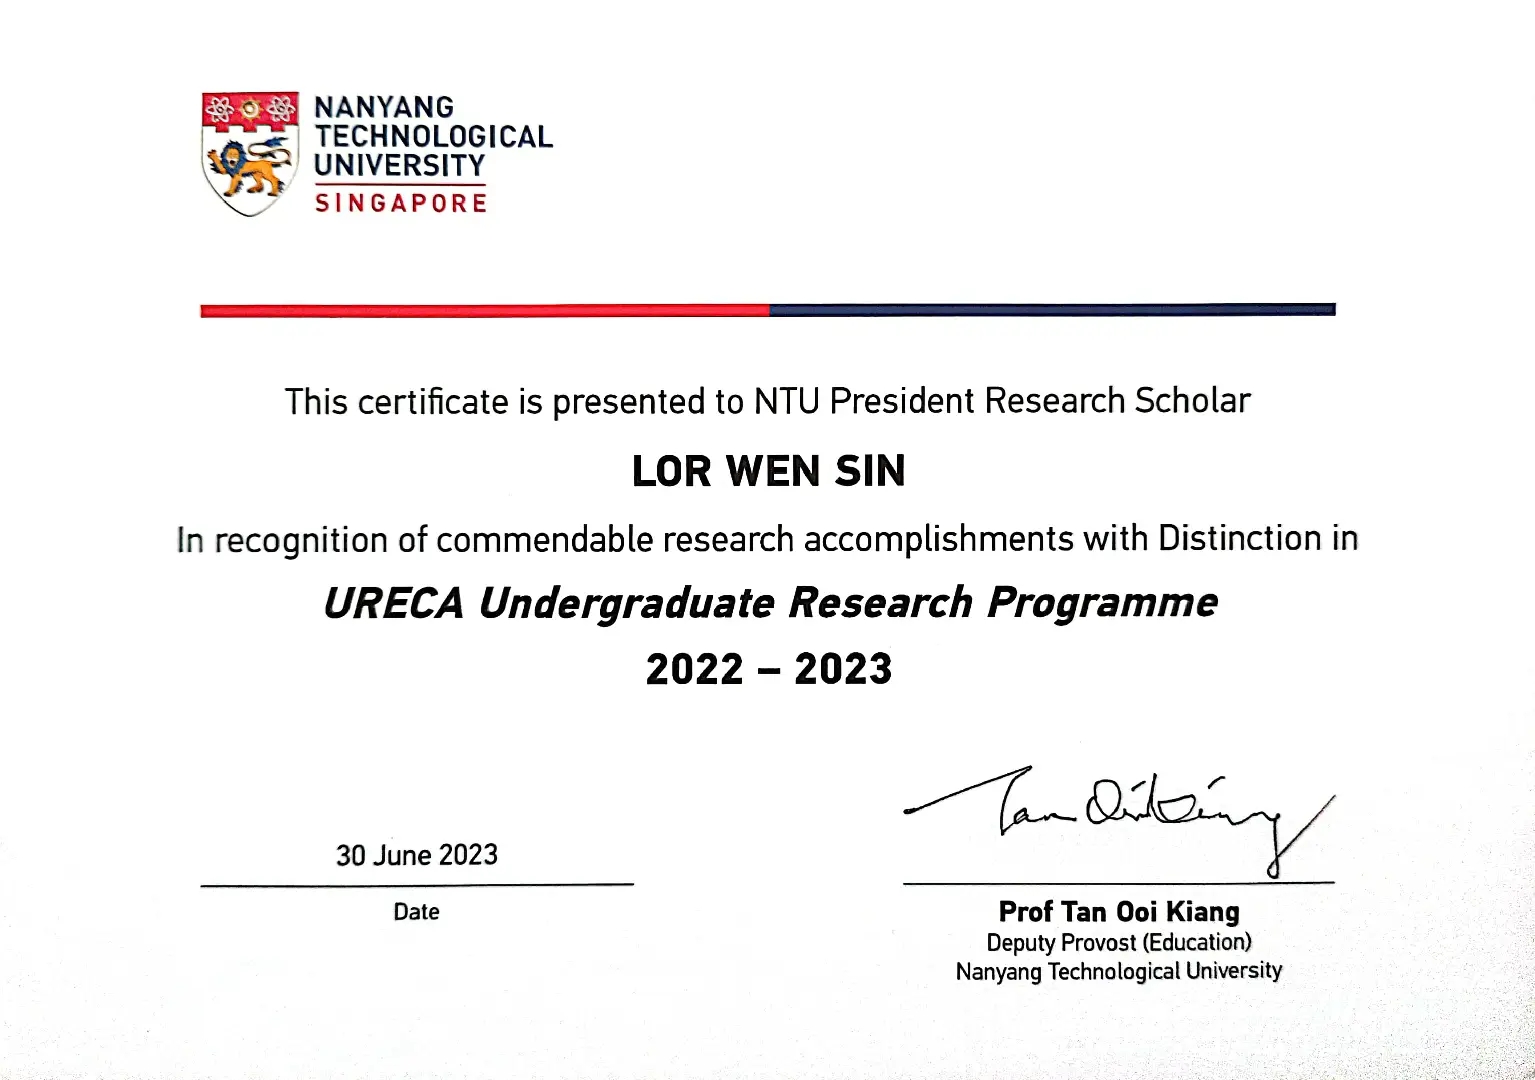 NANYANG
TECHNOLOGICAL
UNIVERSITY
SINGAPORE
This certificate is presented to NTU President Research Scholar
LOR WEN SIN
In recognition of commendable research accomplishments with Distinction in
URECA Undergraduate Research Programme
2022 – 2023
30 June 2023
Date
Tan Ooi Kiang
Prof Tan Ooi Kiang
Deputy Provost (Education)
Nanyang Technological University